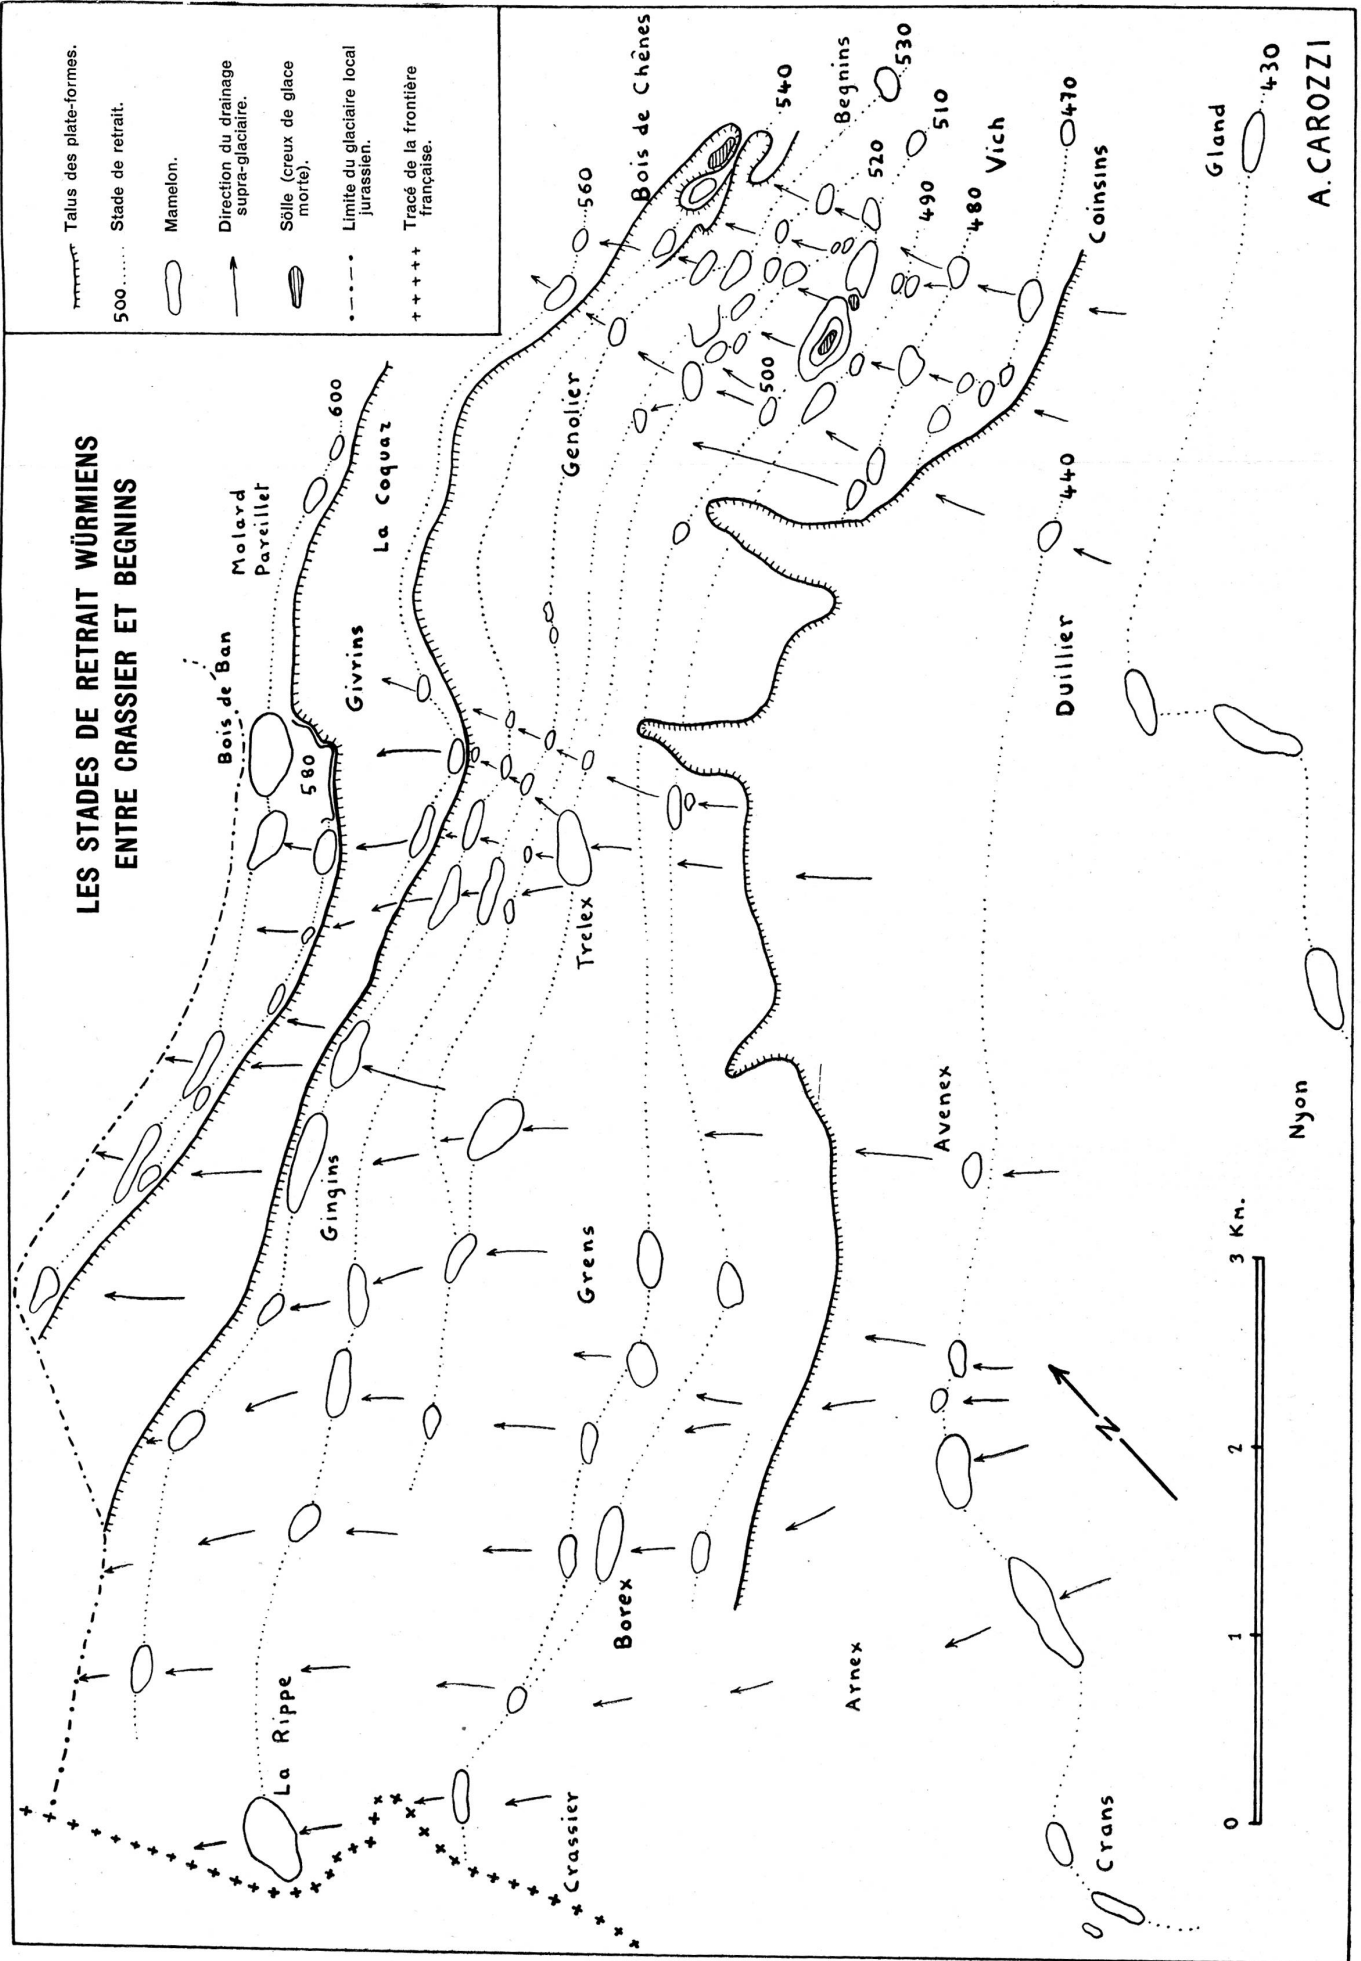 LES STADES DE RETRAIT WÜRMIENS
ENTRE CRASSIER ET BEGNINS
Talus des plate-formes.
500...... Stade de retrait.
Mamelon.
Direction du drainage
supra-glaciaire.
Sölle (creux de glace
morte).
Limite du glaciaire local
jurassien.
+++++ Tracé de la frontière
française.
Bois de Ban
Molard
Pareillet
600
580
La Coquaz
Givrins
560
Bois de Chênes
540
Begnins
530
510
520
Vich
490
480
470
Coinsins
Gland
430
Genolier
500
440
Duillier
Trelex
Gingins
Grens
Avenex
Nyon
La Rippe
Borex
Arnex
Crassier
Crans
N
0 1 2 3 Km.
A. CAROZZI